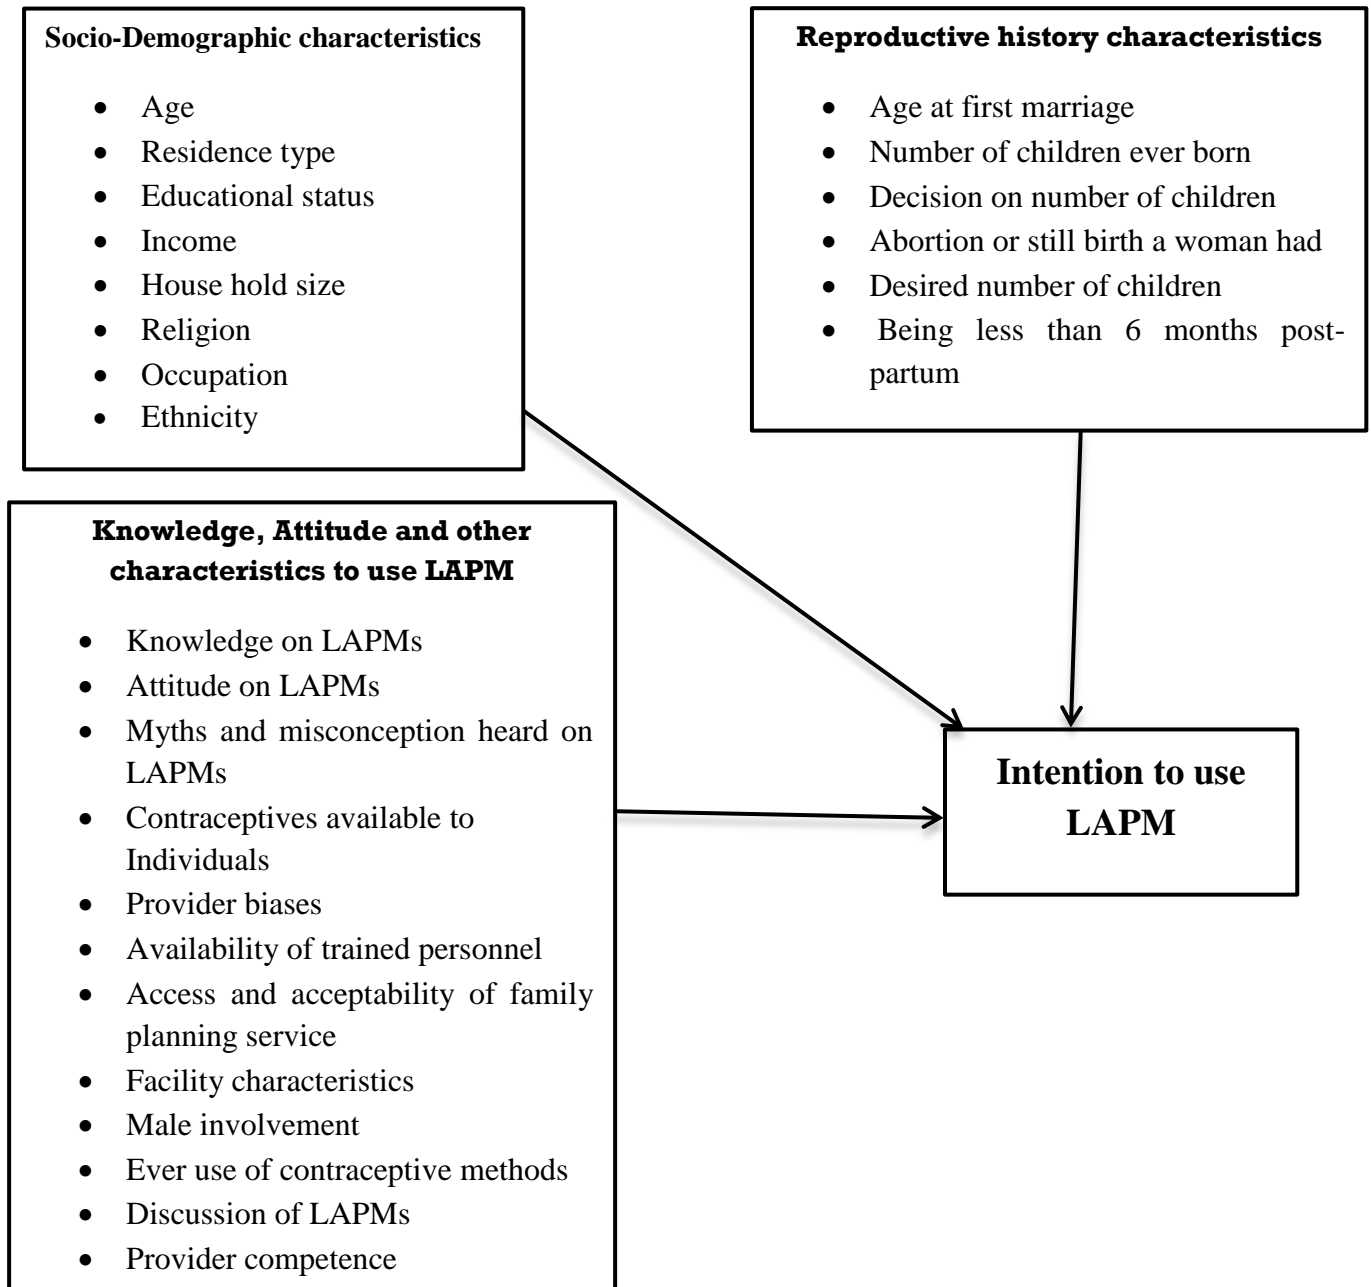 Socio-Demographic characteristics
• Age
• Residence type
• Educational status
• Income
• House hold size
• Religion
• Occupation
• Ethnicity
Reproductive history characteristics
• Age at first marriage
• Number of children ever born
• Decision on number of children
• Abortion or still birth a woman had
• Desired number of children
• Being less than 6 months post-
partum
Knowledge, Attitude and other
characteristics to use LAPM
• Knowledge on LAPMs
• Attitude on LAPMs
• Myths and misconception heard on
LAPMs
• Contraceptives available to
Individuals
• Provider biases
• Availability of trained personnel
• Access and acceptability of family
planning service
• Facility characteristics
• Male involvement
• Ever use of contraceptive methods
• Discussion of LAPMs
• Provider competence
Intention to use
LAPM